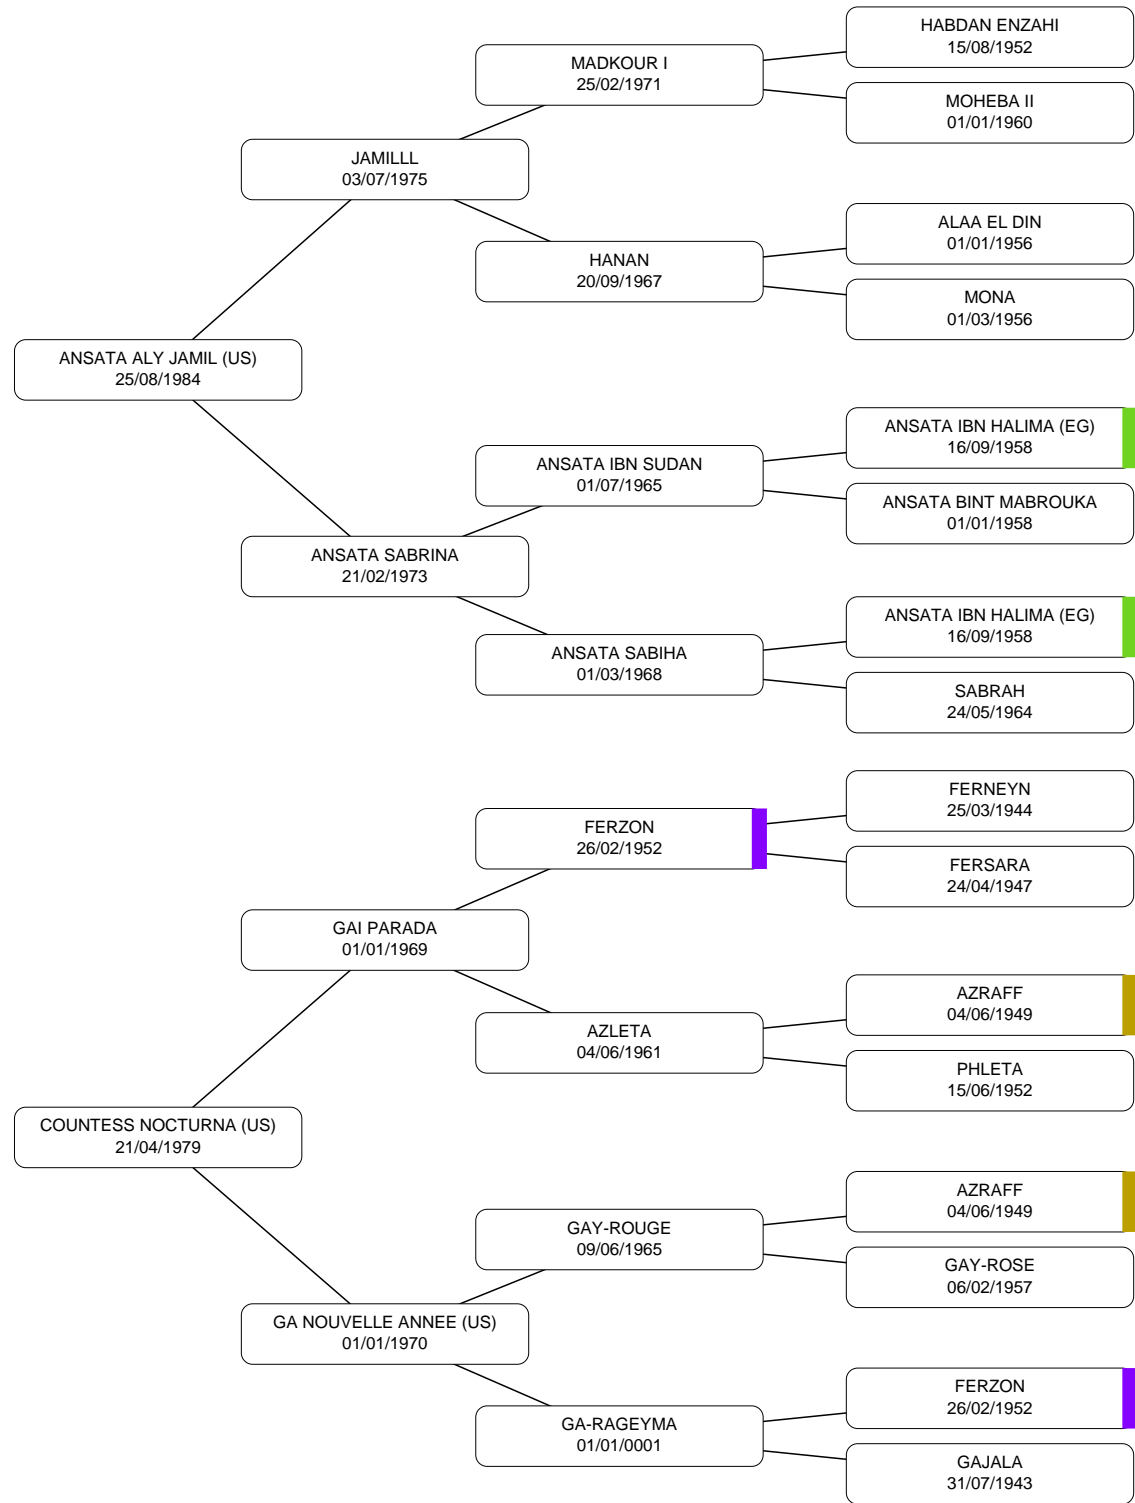 HABDAN ENZAHI
15/08/1952
MADKOUR I
25/02/1971
MOHEBA II
01/01/1960
JAMILLL
03/07/1975
ALAA EL DIN
01/01/1956
HANAN
20/09/1967
MONA
01/03/1956
ANSATA ALY JAMIL (US)
25/08/1984
ANSATA IBN HALIMA (EG)
16/09/1958
ANSATA IBN SUDAN
01/07/1965
ANSATA BINT MABROUKA
01/01/1958
ANSATA SABRINA
21/02/1973
ANSATA IBN HALIMA (EG)
16/09/1958
ANSATA SABIHA
01/03/1968
SABRAH
24/05/1964
FERNEYN
25/03/1944
FERZON
26/02/1952
FERSARA
24/04/1947
GAI PARADA
01/01/1969
AZRAFF
04/06/1949
AZLETA
04/06/1961
PHLETA
15/06/1952
COUNTESS NOCTURNA (US)
21/04/1979
AZRAFF
04/06/1949
GAY-ROUGE
09/06/1965
GAY-ROSE
06/02/1957
GA NOUVELLE ANNEE (US)
01/01/1970
FERZON
26/02/1952
GA-RAGEYMA
01/01/0001
GAJALA
31/07/1943